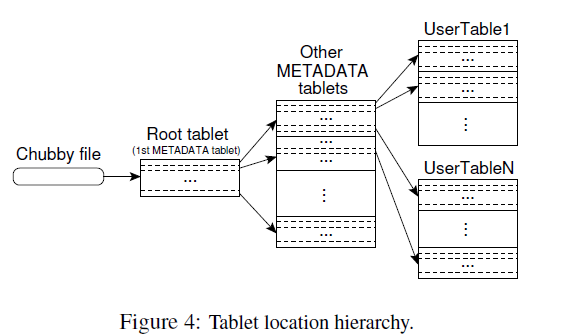 Chubby file
Root tablet
(1st METADATA tablet)
...
Other
METADATA
tablets
...
...
...
...
UserTable1
...
...
...
UserTableN
...
...
...
Figure 4: Tablet location hierarchy.